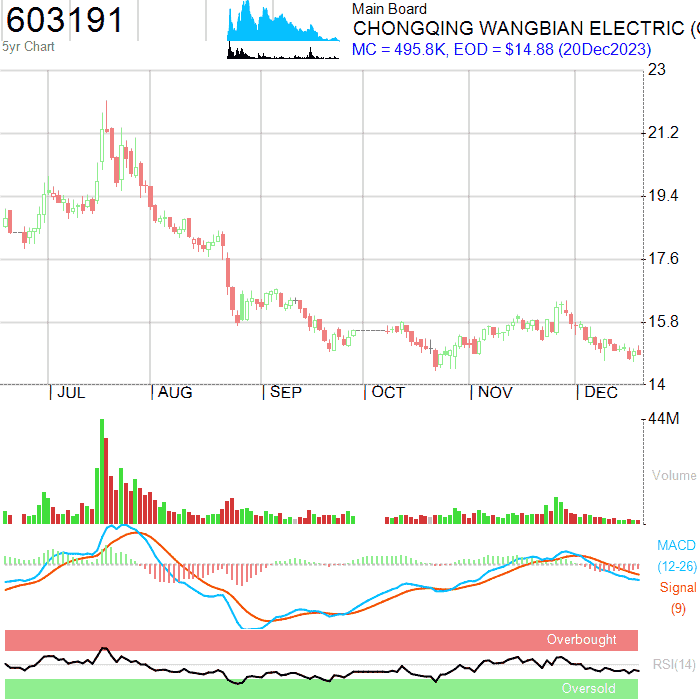 603191
5yr Chart
Main Board
CHONGQING WANGBIAN ELECTRIC (
MC = 495.8K, EOD = $14.88 (20Dec2023)
23
21.2
19.4
17.6
15.8
14
JUL AUG SEP OCT NOV DEC
44M
Volume
MACD
(12-26)
Signal
(9)
Overbought
RSI(14)
Oversold